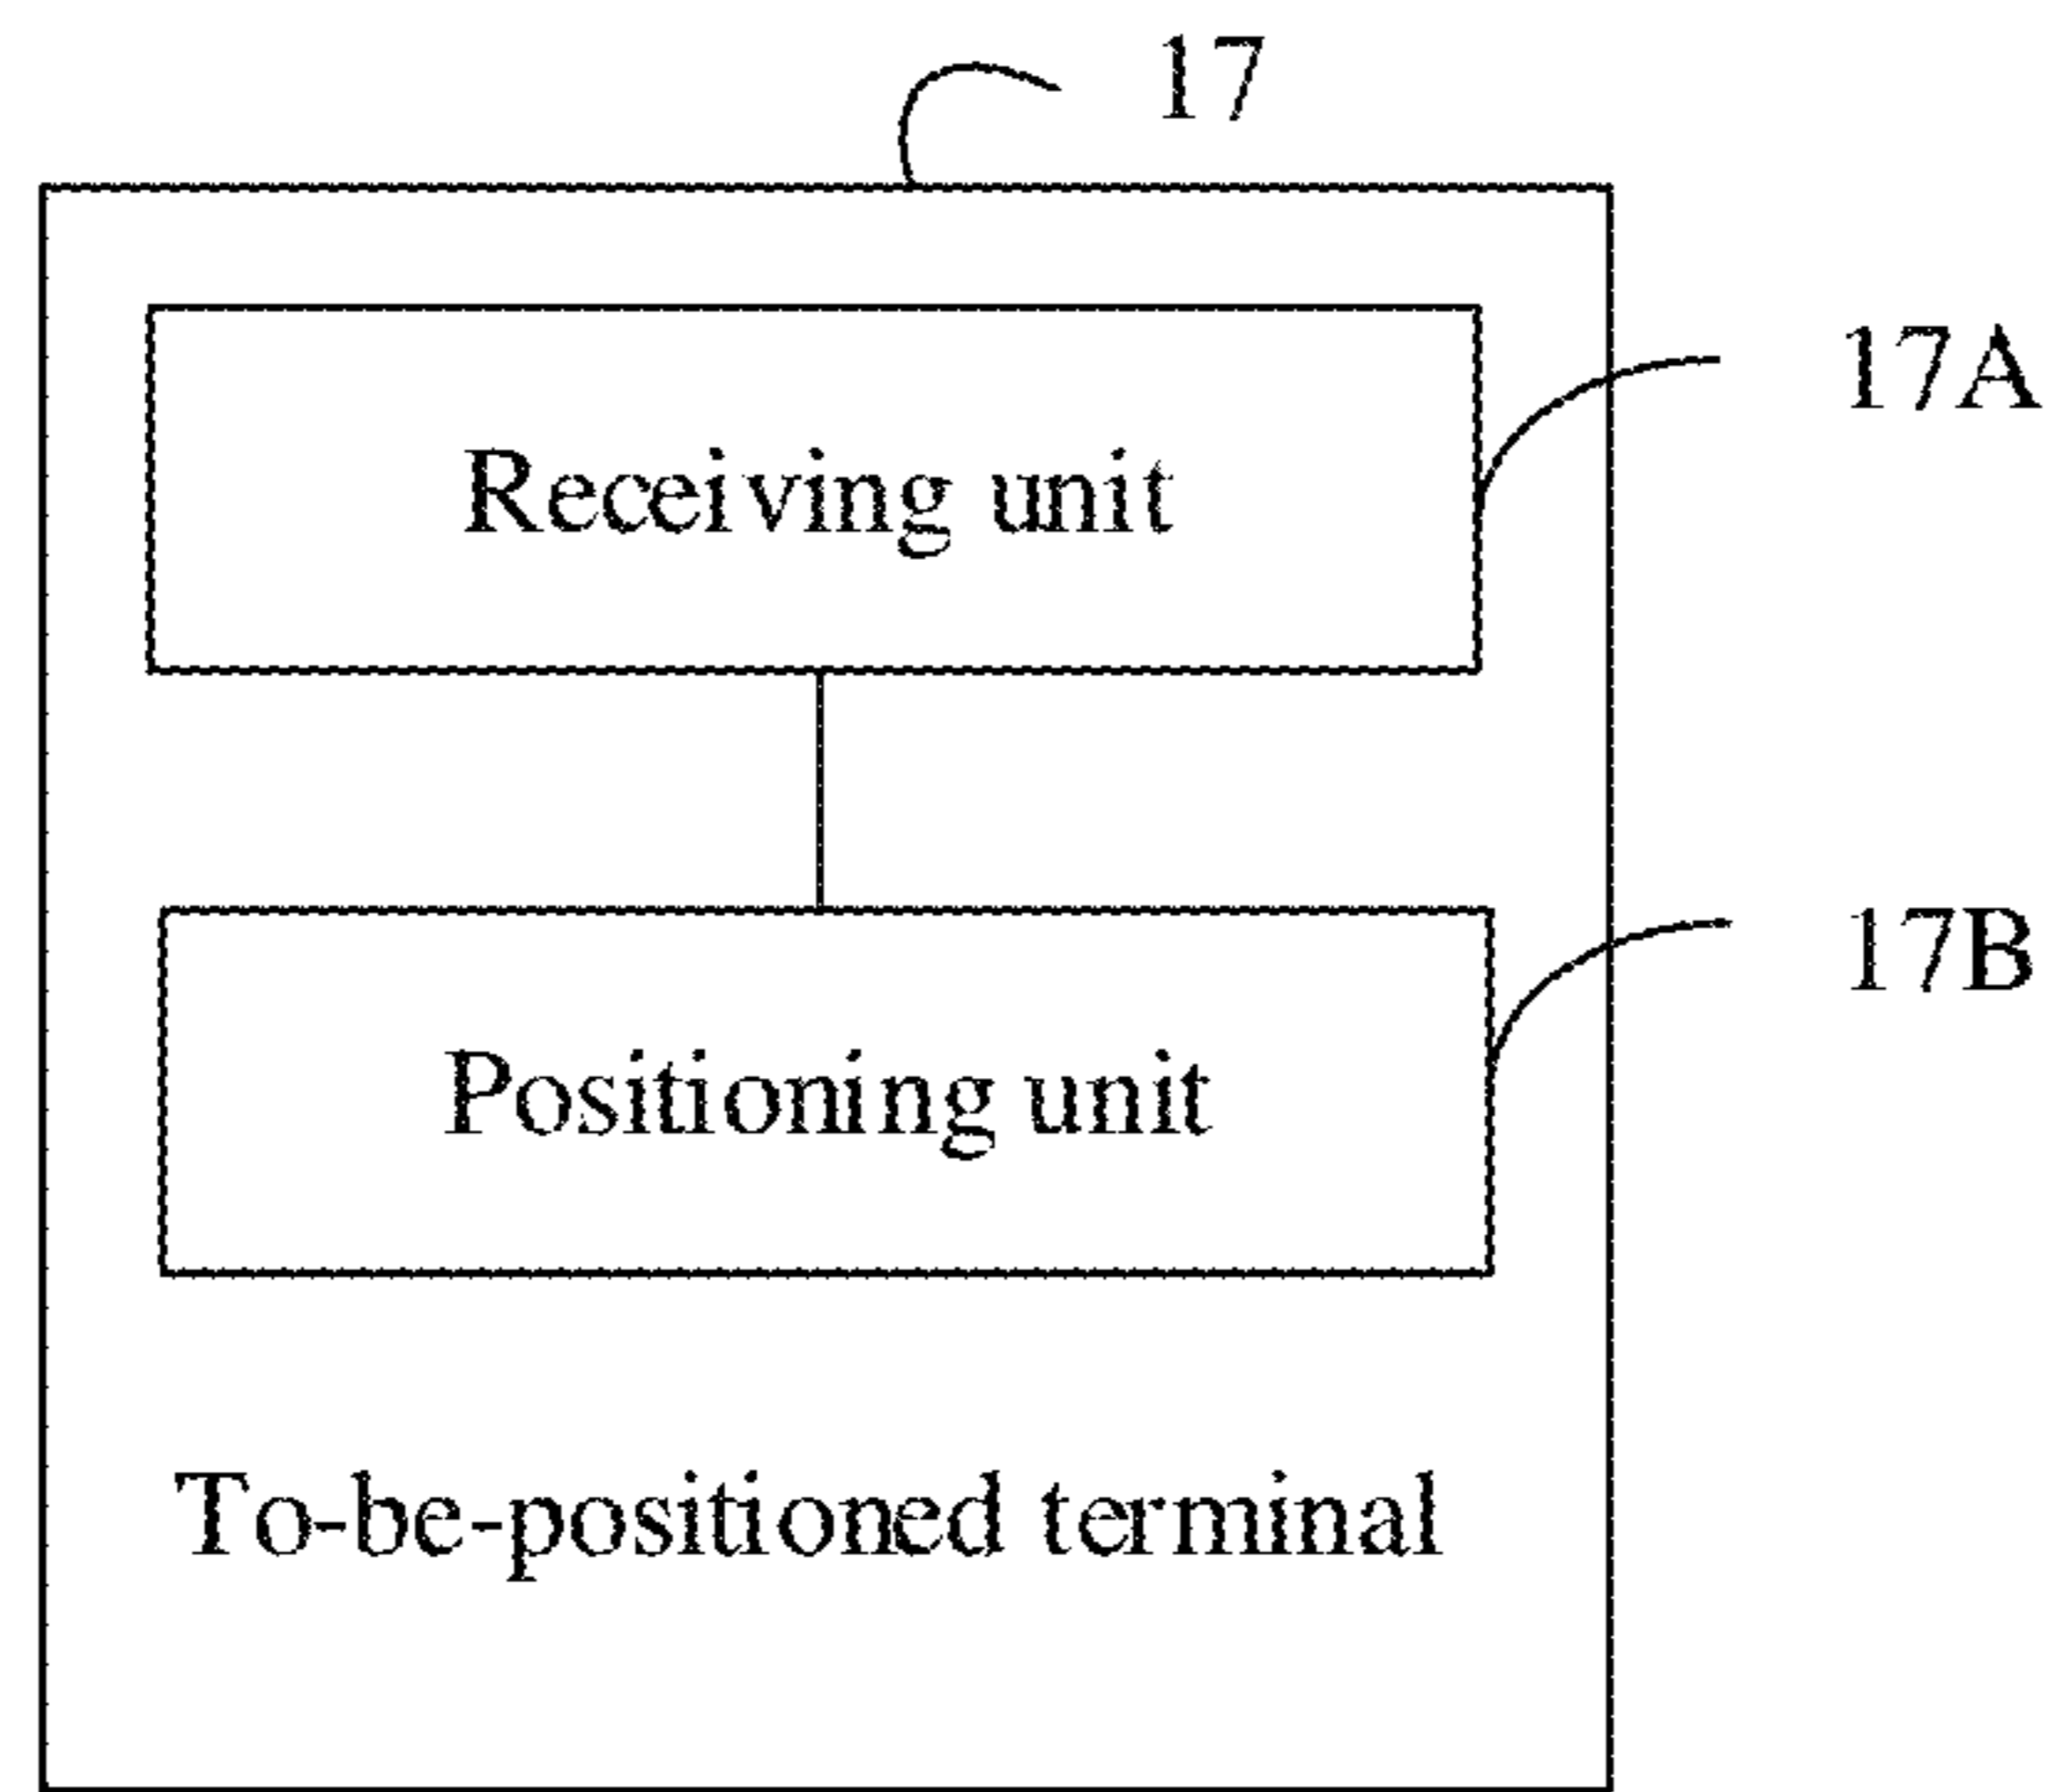 17
17A
Receiving unit
17B
Positioning unit
To-be-positioned terminal